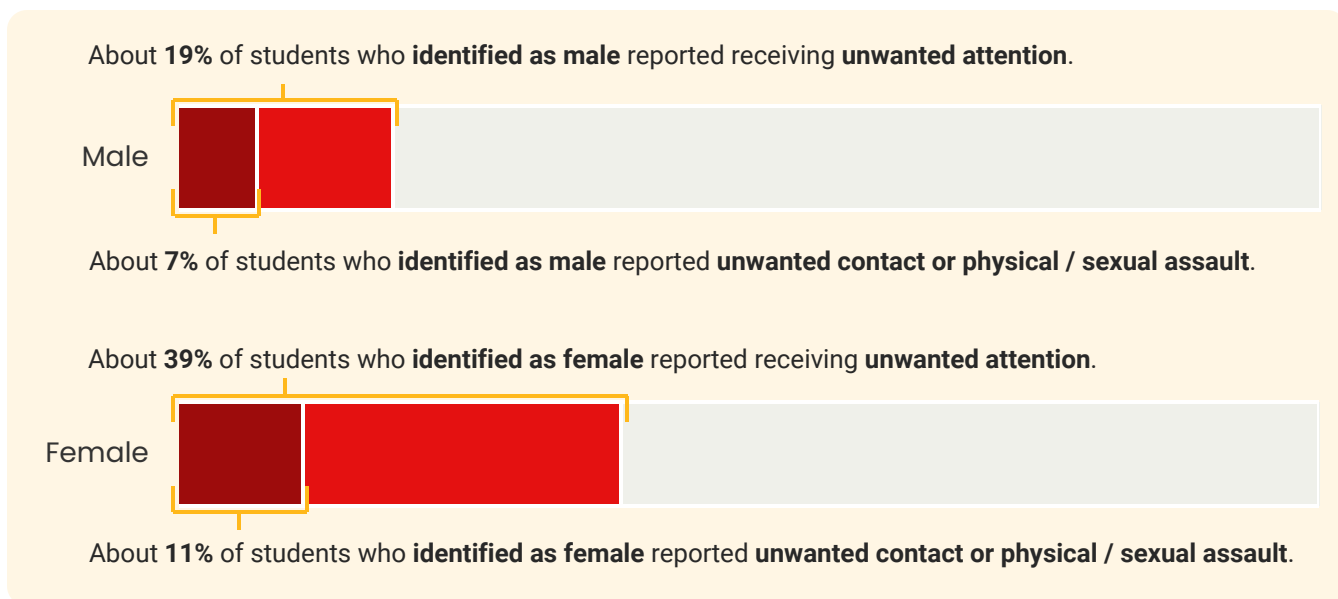 About 19% of students who identified as male reported receiving unwanted attention.
Male
About 7% of students who identified as male reported unwanted contact or physical / sexual assault.
About 39% of students who identified as female reported receiving unwanted attention.
Female
About 11% of students who identified as female reported unwanted contact or physical / sexual assault.